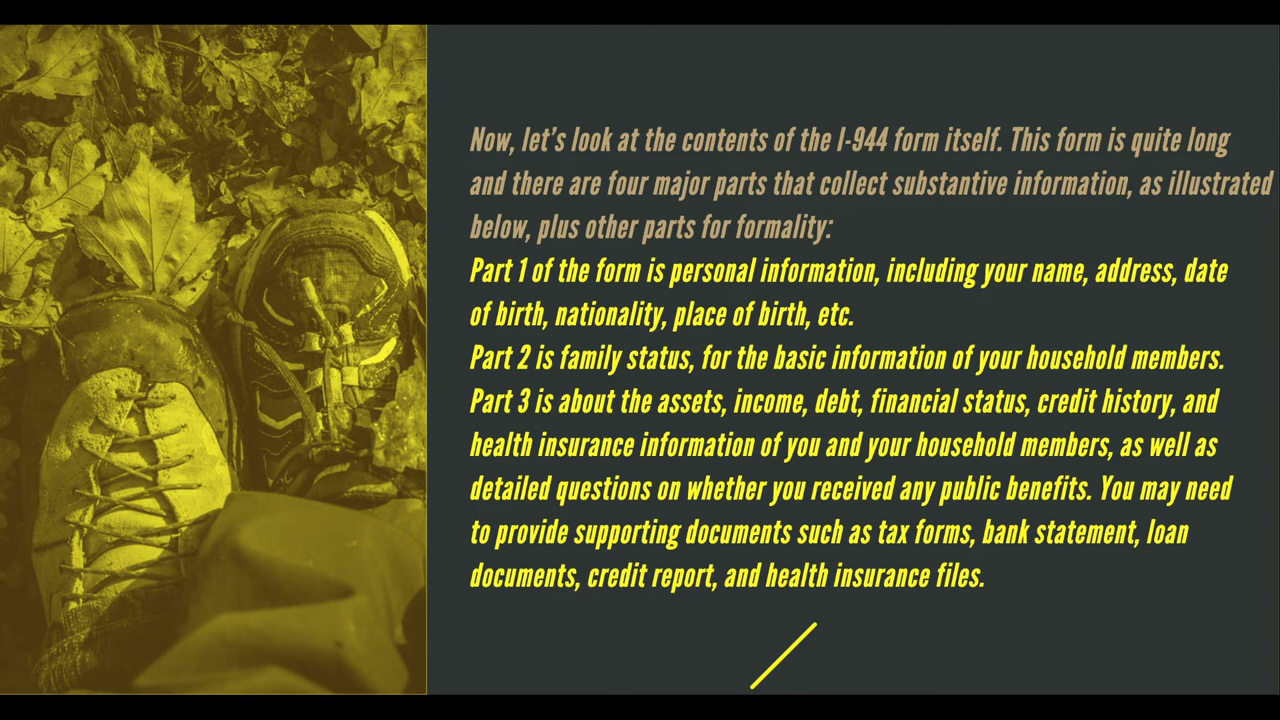 Now, let's look at the contents of the I-944 form itself. This form is quite long
and there are four major parts that collect substantive information, as illustrated
below, plus other parts for formality:
Part 1 of the form is personal information, including your name, address, date
of birth, nationality, place of birth, etc.
Part 2 is family status, for the basic information of your household members.
Part 3 is about the assets, income, debt, financial status, credit history, and
health insurance information of you and your household members, as well as
detailed questions on whether you received any public benefits. You may need
to provide supporting documents such as tax forms, bank statement, loan
documents, credit report, and health insurance files.